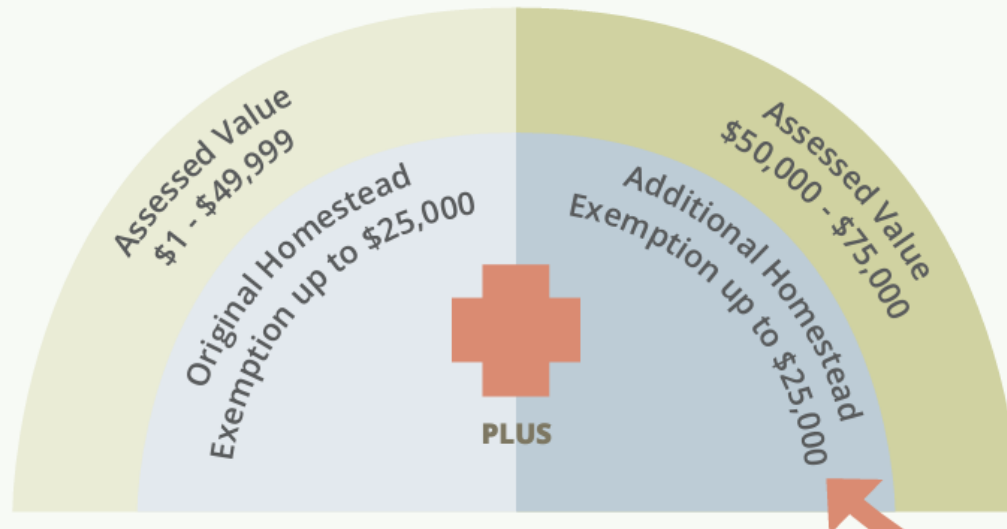 Assessed Value
$1 - $49,999
Original Homestead
Exemption up to $25,000
Assessed Value
$50,000 - $75,000
Additional Homestead
Exemption up to $25,000
PLUS